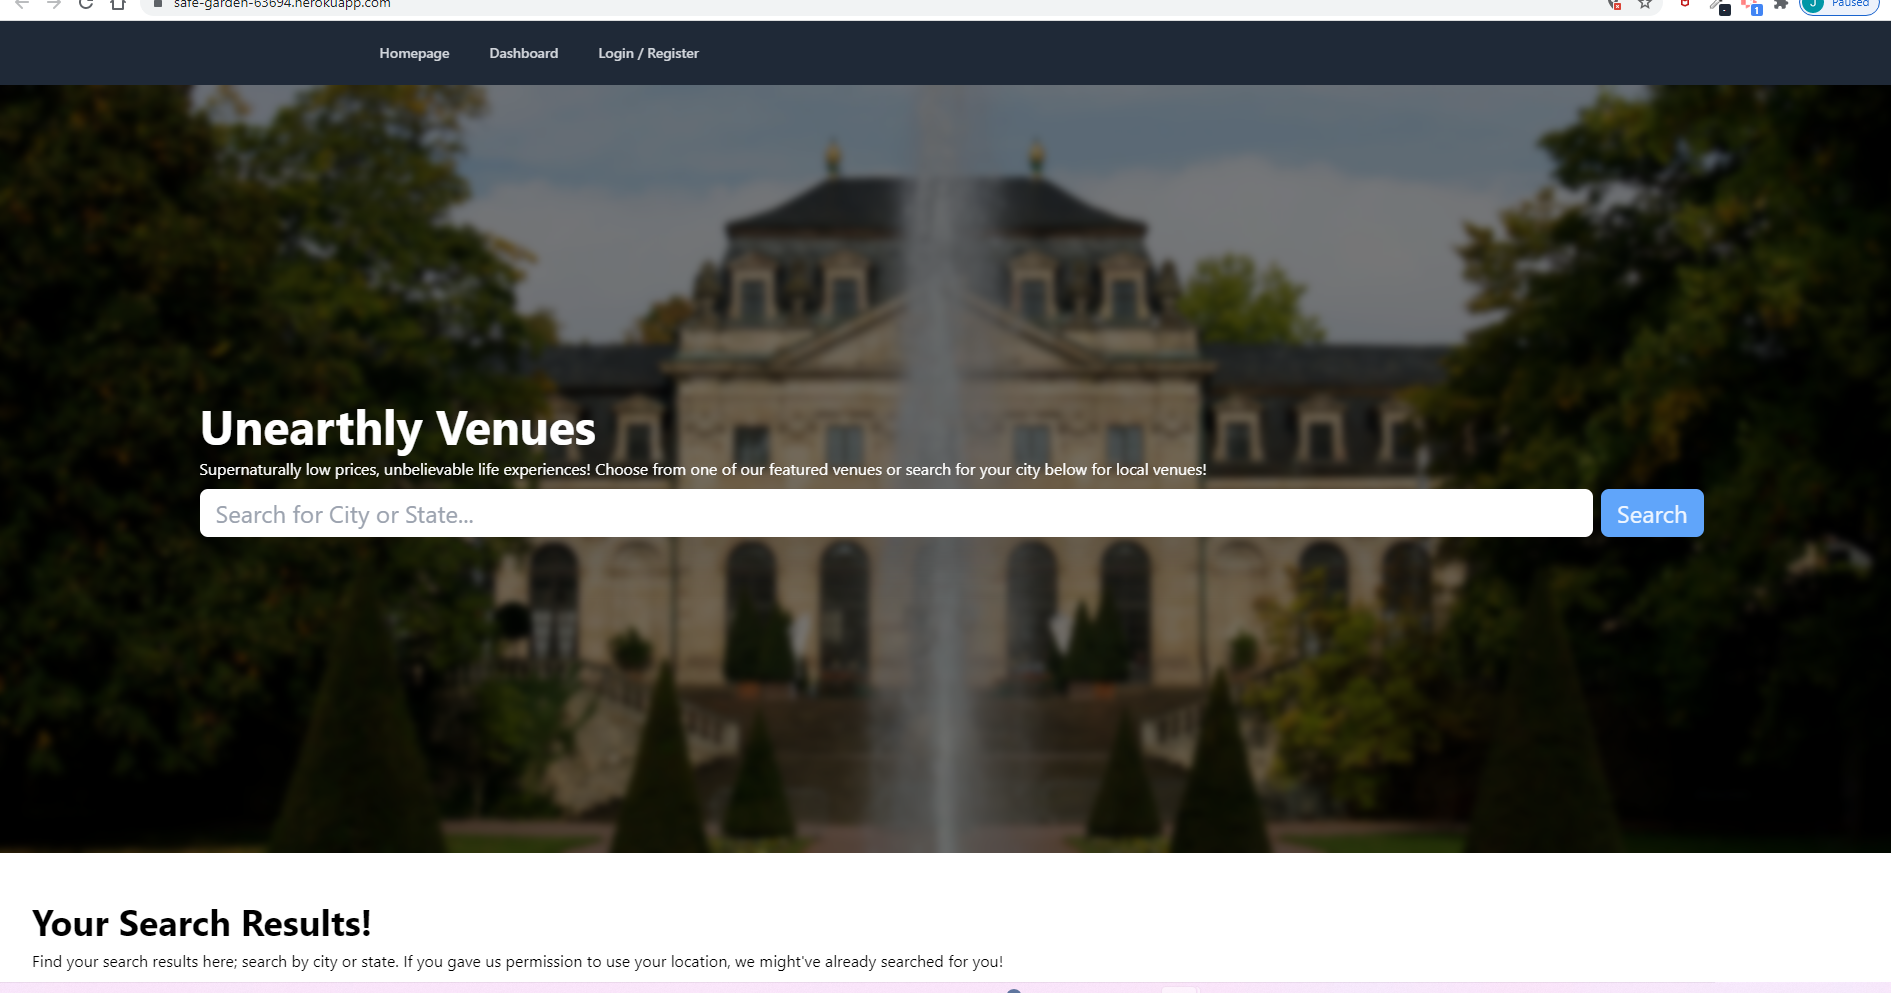 safe-garden-63694.herokuapp.com
J Paused
1
Homepage Dashboard Login / Register
Unearthly Venues
Supernaturally low prices, unbelievable life experiences! Choose from one of our featured venues or search for your city below for local venues!
Search for City or State... Search
Your Search Results!
Find your search results here; search by city or state. If you gave us permission to use your location, we might've already searched for you!